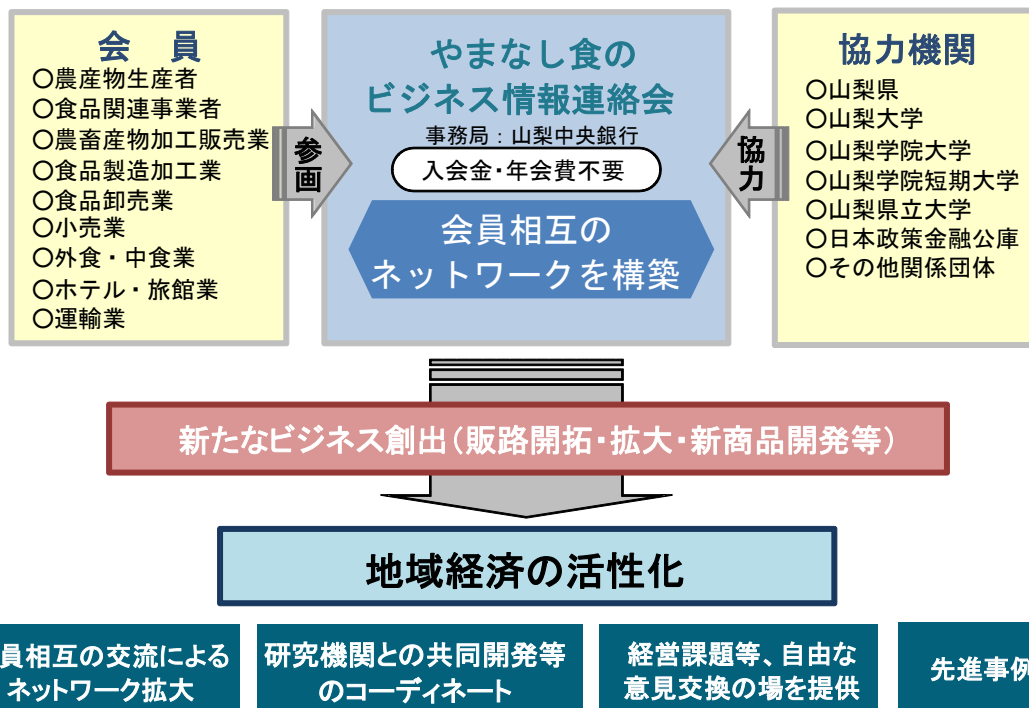 会　員
○農産物生産者
○食品関連事業者
○農畜産物加工販売業
○食品製造加工業
○食品卸売業
○小売業
○外食・中食業
○ホテル・旅館業
○運輸業
参画
やまなし食の
ビジネス情報連絡会
事務局：山梨中央銀行
入会金・年会費不要
会員相互の
ネットワークを構築
協力
協力機関
○山梨県
○山梨大学
○山梨学院大学
○山梨学院短期大学
○山梨県立大学
○日本政策金融公庫
○その他関係団体
新たなビジネス創出（販路開拓・拡大・新商品開発等）
地域経済の活性化
員相互の交流による
ネットワーク拡大
研究機関との共同開発等
のコーディネート
経営課題等、自由な
意見交換の場を提供
先進事例